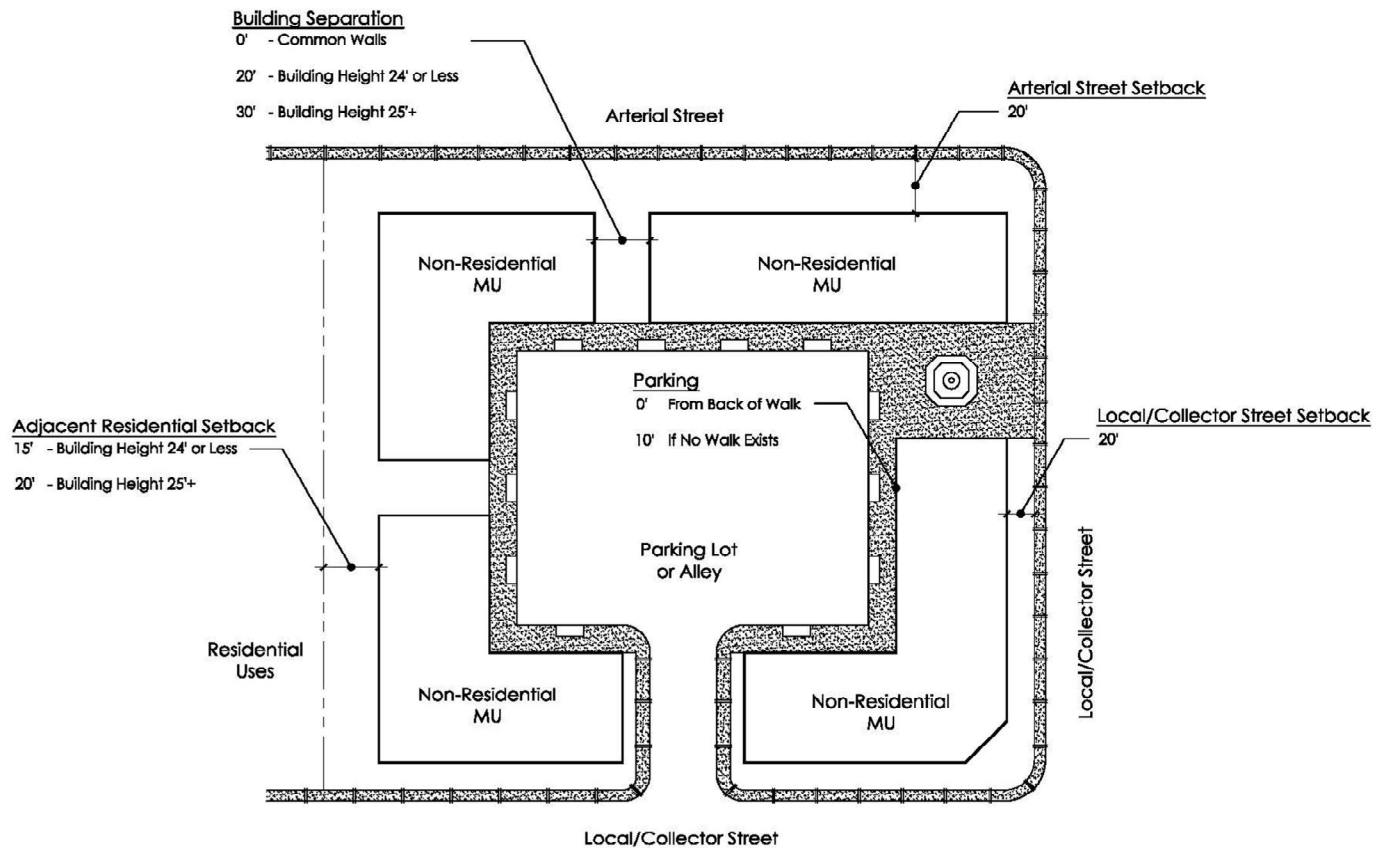 Building Separation
0' - Common Walls
20' - Building Height 24' or Less
30' - Building Height 25'+
Arterial Street
Arterial Street Setback
20'
Non-Residential
MU
Non-Residential
MU
Parking
0' From Back of Walk
10' If No Walk Exists
Adjacent Residential Setback
15' - Building Height 24' or Less
20' - Building Height 25'+
Local/Collector Street Setback
20'
Parking Lot
or Alley
Local/Collector Street
Residential
Uses
Non-Residential
MU
Non-Residential
MU
Local/Collector Street